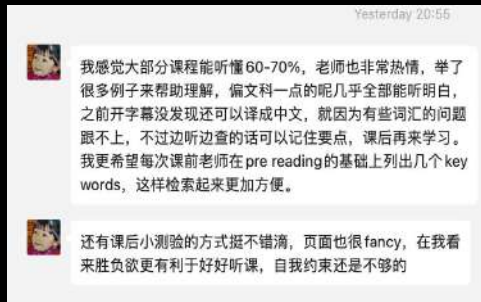 Yesterday 20:55
我感觉大部分课程能听懂60-70%，老师也非常热情，举了
很多例子来帮助理解，偏文科一点的呢几乎全部能听明白，
之前开字幕没发现还可以译成中文，就因为有些词汇的问题
跟不上，不过边听边查的话可以记住要点，课后再来学习。
我更希望每次课前老师在pre reading的基础上列出几个key
words，这样检索起来更加方便。
还有课后小测验的方式挺不错滴，页面也很fancy，在我看
来胜负欲更有利于好好听课，自我约束还是不够的